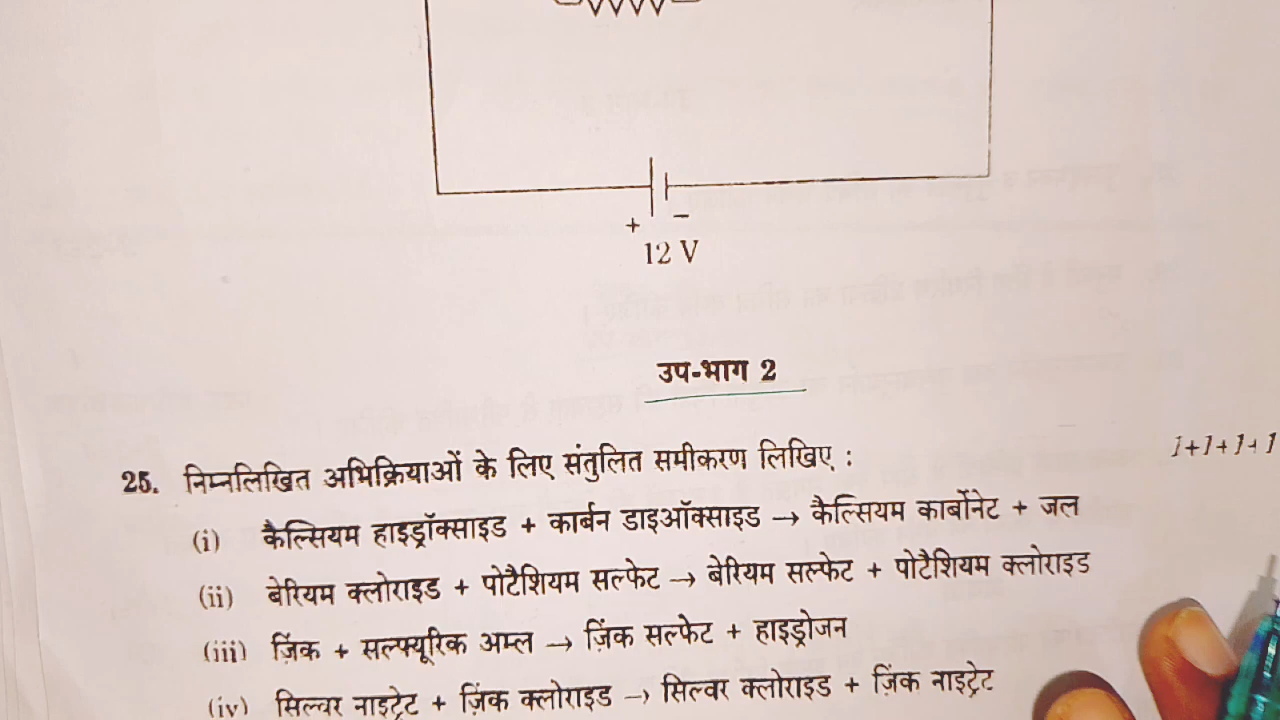 + −
12 V
उप-भाग 2
1+1+1+1
25. निम्नलिखित अभिक्रियाओं के लिए संतुलित समीकरण लिखिए :
(i) कैल्सियम हाइड्रॉक्साइड + कार्बन डाइऑक्साइड → कैल्सियम कार्बोनेट + जल
(ii) बेरियम क्लोराइड + पोटैशियम सल्फेट → बेरियम सल्फेट + पोटैशियम क्लोराइड
(iii) ज़िंक + सल्फ्यूरिक अम्ल → ज़िंक सल्फेट + हाइड्रोजन
(iv) सिल्वर नाइट्रेट + ज़िंक क्लोराइड → सिल्वर क्लोराइड + ज़िंक नाइट्रेट